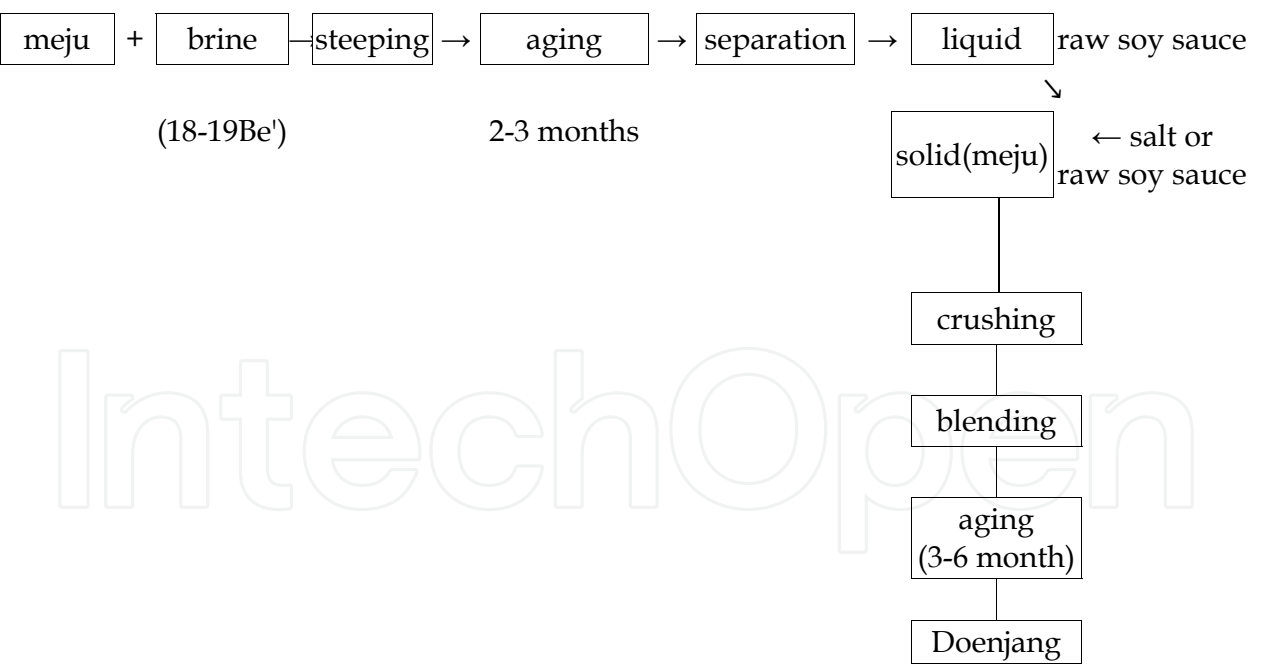 meju + brine → steeping → aging → separation → liquid raw soy sauce
↘
(18-19Be') 2-3 months
solid(meju) ← salt or
raw soy sauce
crushing
IntechOpen
blending
aging
(3-6 month)
Doenjang